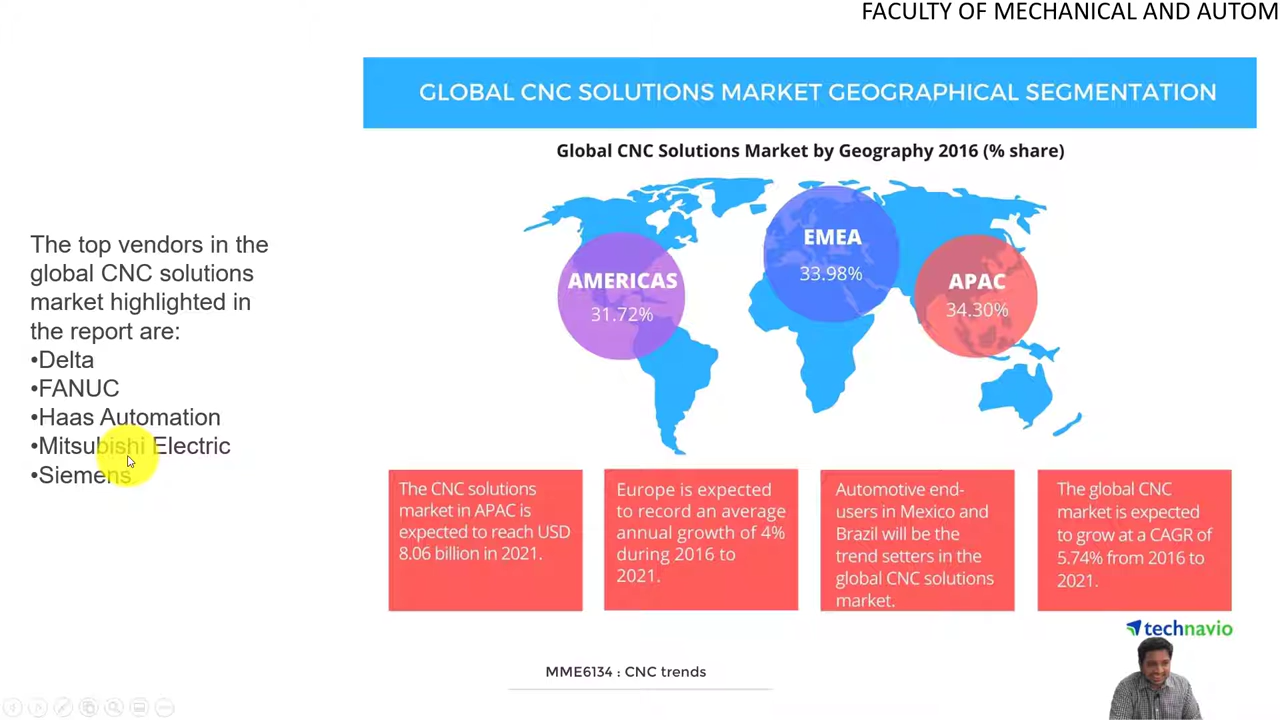 FACULTY OF MECHANICAL AND AUTOM
GLOBAL CNC SOLUTIONS MARKET GEOGRAPHICAL SEGMENTATION
Global CNC Solutions Market by Geography 2016 (% share)
The top vendors in the
global CNC solutions
market highlighted in
the report are:
•Delta
•FANUC
•Haas Automation
•Mitsubishi Electric
•Siemens
AMERICAS
31.72%
EMEA
33.98%
APAC
34.30%
The CNC solutions
market in APAC is
expected to reach USD
8.06 billion in 2021.
Europe is expected
to record an average
annual growth of 4%
during 2016 to
2021.
Automotive end-
users in Mexico and
Brazil will be the
trend setters in the
global CNC solutions
market.
The global CNC
market is expected
to grow at a CAGR of
5.74% from 2016 to
2021.
technavio
MME6134 : CNC trends